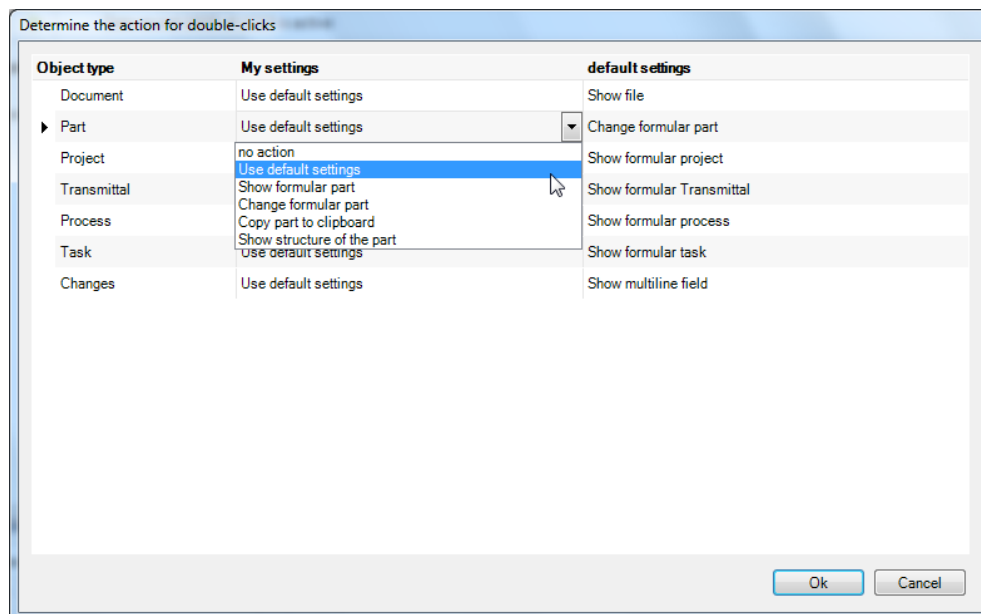 Determine the action for double-clicks
Object type My settings default settings
Document Use default settings Show file
Part Use default settings Change formular part
no action
Project Show formular project
Use default settings
Show formular part
Transmittal Show formular Transmittal
Change formular part
Process Copy part to clipboard Show formular process
Show structure of the part
Task Use default settings Show formular task
Changes Use default settings Show multiline field
Ok Cancel